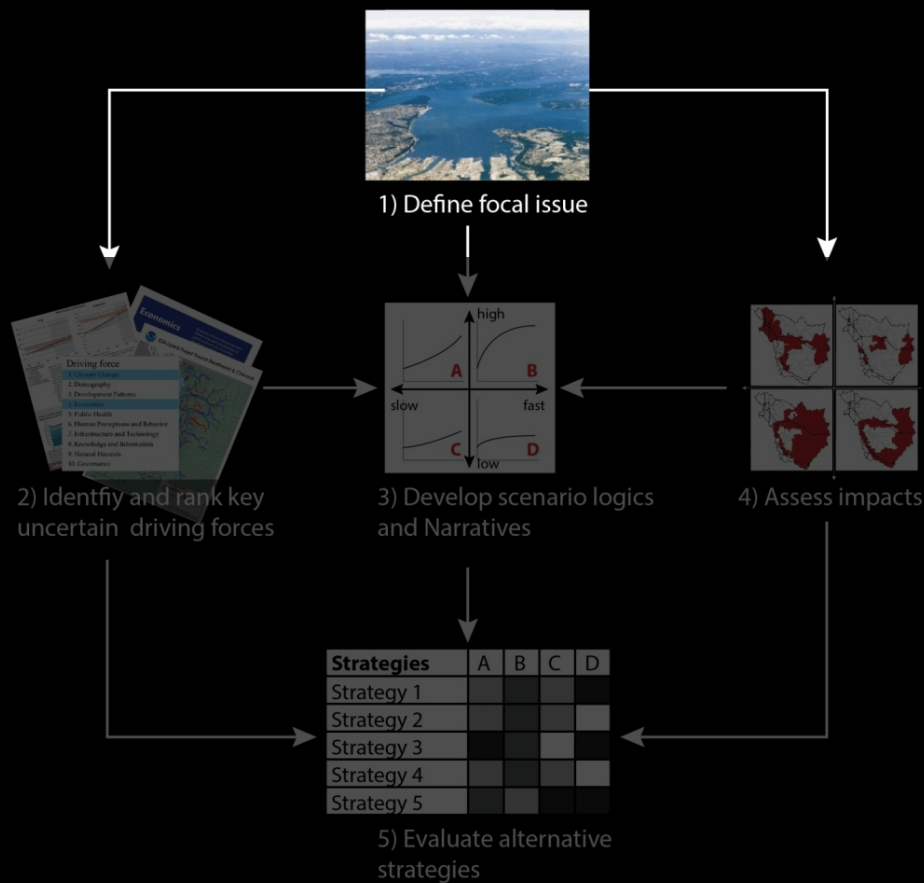 1) Define focal issue
Economics
Driving force
1. Climate Change
2. Demography
3. Development Patterns
4. Economics
5. Public Health
6. Human Perceptions and Behavior
7. Infrastructure and Technology
8. Knowledge and Information
9. Natural Hazards
10. Governance
2) Identfiy and rank key
uncertain driving forces
high
A B
slow fast
C D
low
3) Develop scenario logics
and Narratives
4) Assess impacts
Strategies A B C D
Strategy 1
Strategy 2
Strategy 3
Strategy 4
Strategy 5
5) Evaluate alternative
strategies